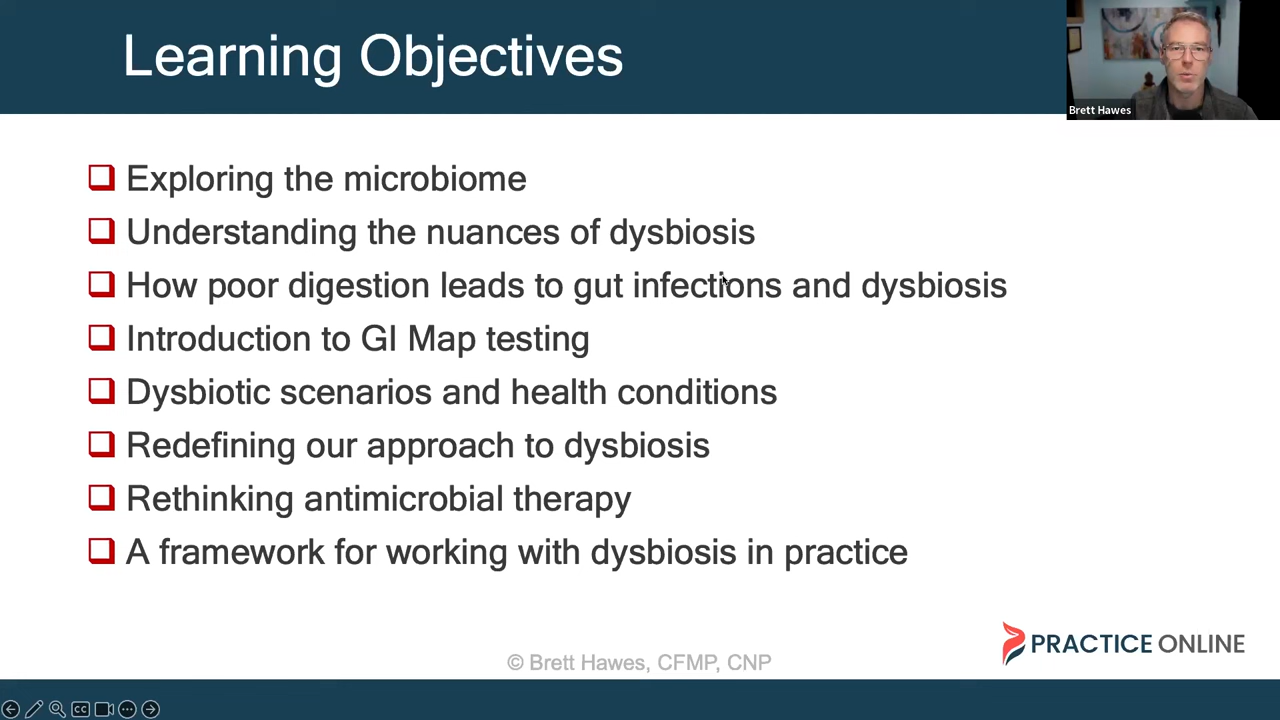 Learning Objectives
Brett Hawes
Exploring the microbiome
Understanding the nuances of dysbiosis
How poor digestion leads to gut infections and dysbiosis
Introduction to GI Map testing
Dysbiotic scenarios and health conditions
Redefining our approach to dysbiosis
Rethinking antimicrobial therapy
A framework for working with dysbiosis in practice
PRACTICE ONLINE
© Brett Hawes, CFMP, CNP
CC